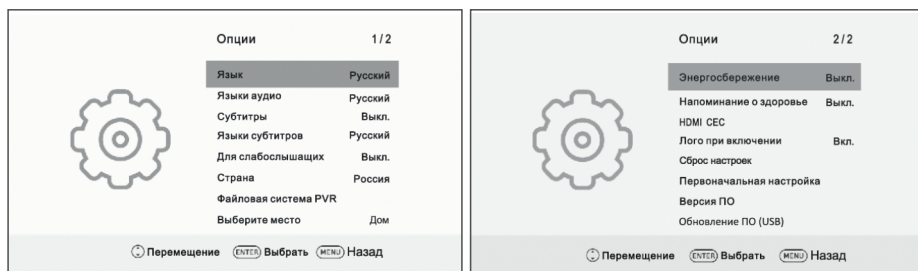 Опции 1/2
Язык Русский
Языки аудио Русский
Субтитры Выкл.
Языки субтитров Русский
Для слабослышащих Выкл.
Страна Россия
Файловая система PVR
Выберите место Дом
Перемещение ENTER Выбрать MENU Назад
Опции 2/2
Энергосбережение Выкл.
Напоминание о здоровье Выкл.
HDMI CEC
Лого при включении Вкл.
Сброс настроек
Первоначальная настройка
Версия ПО
Обновление ПО (USB)
Перемещение ENTER Выбрать MENU Назад